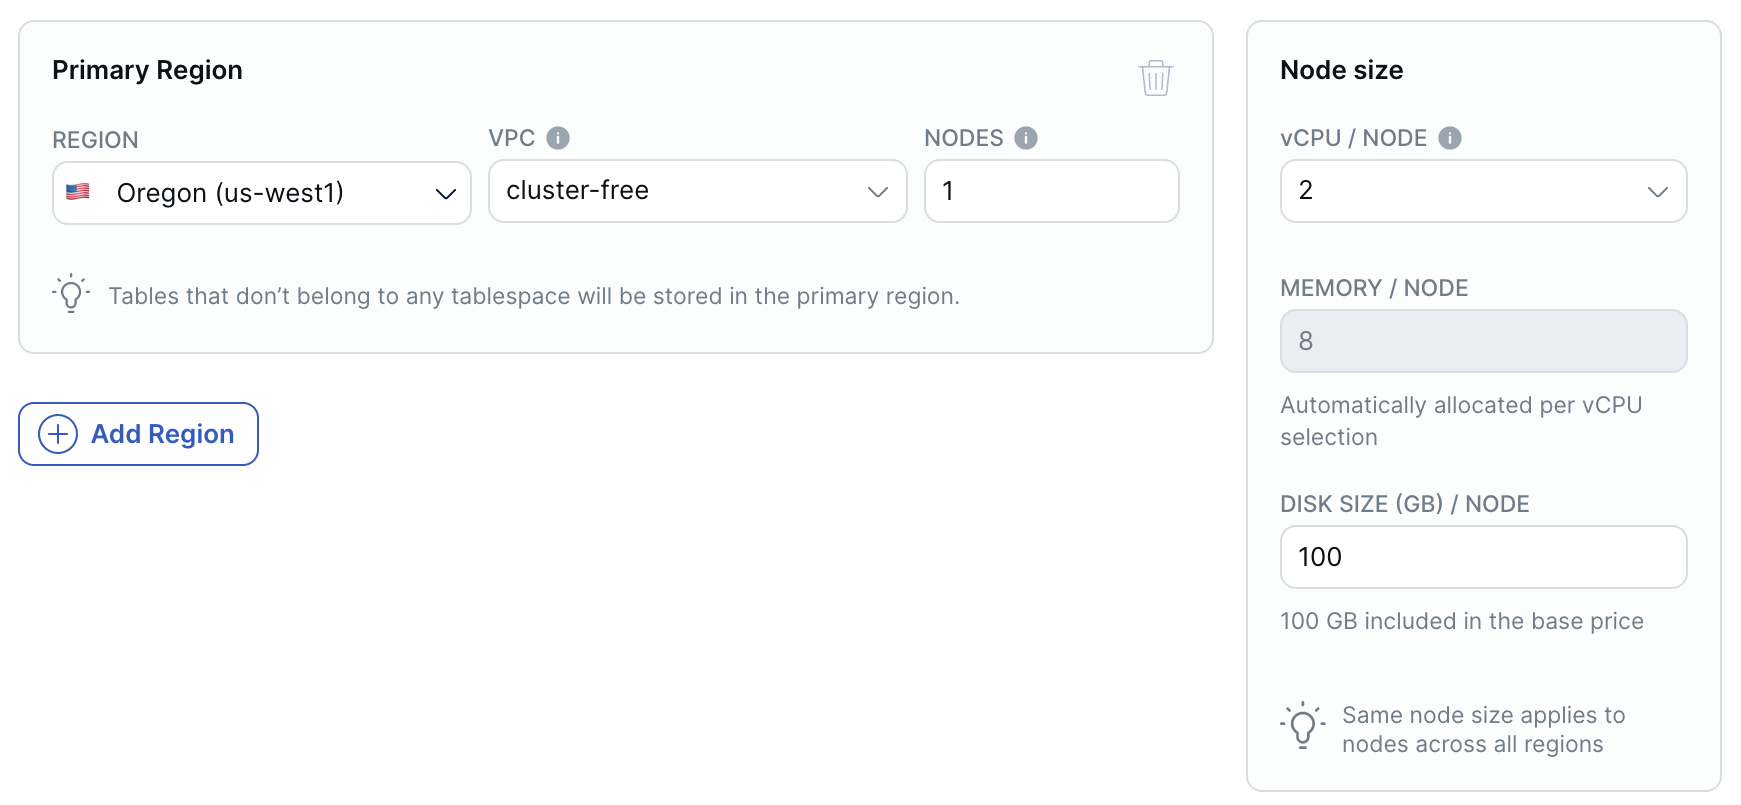 Primary Region
REGION
VPC
NODES
Oregon (us-west1)
cluster-free
1
Tables that don’t belong to any tablespace will be stored in the primary region.
Add Region
Node size
vCPU / NODE
2
MEMORY / NODE
8
Automatically allocated per vCPU
selection
DISK SIZE (GB) / NODE
100
100 GB included in the base price
Same node size applies to
nodes across all regions